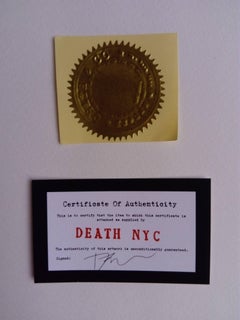 Certificate Of Authenticity
This is to certify that the item to which this certificate is
attached is supplied by
DEATH NYC
The authenticity of this artwork is unconditionally guaranteed.
Signed: